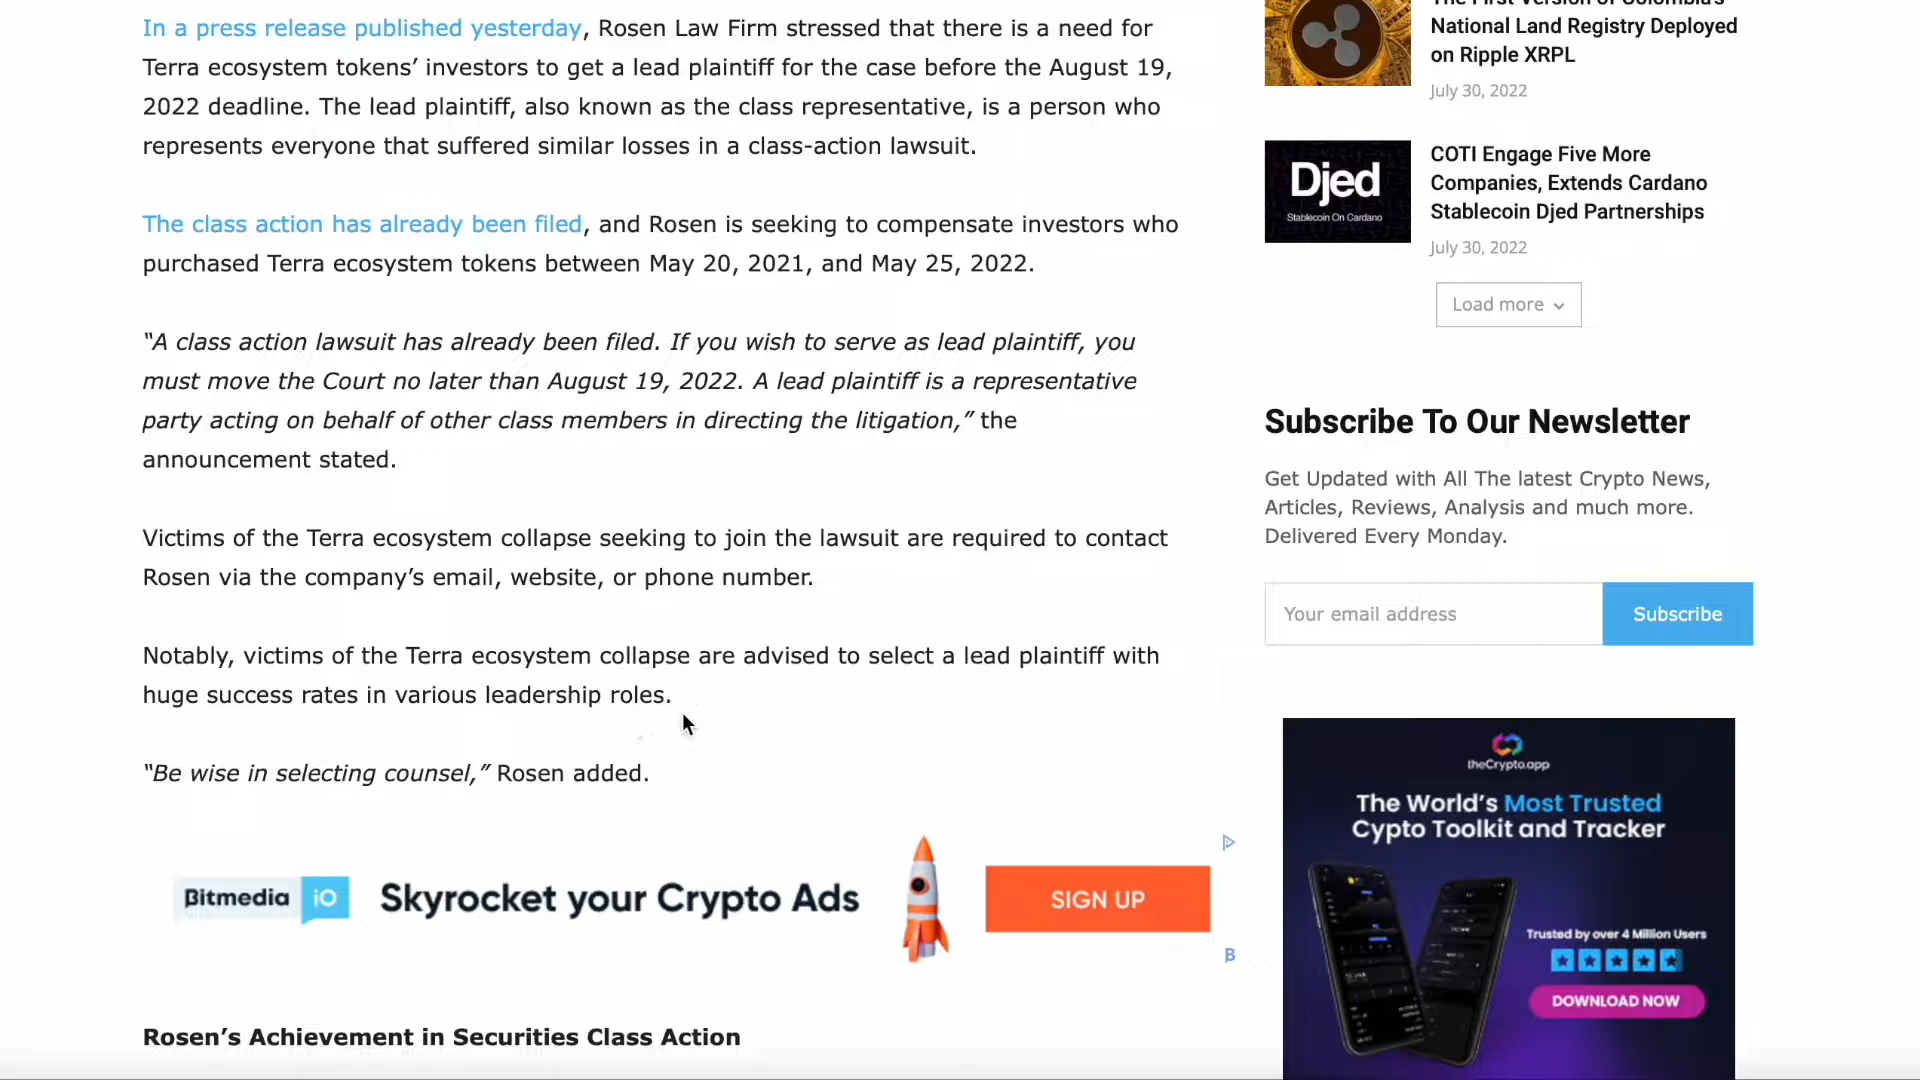 In a press release published yesterday, Rosen Law Firm stressed that there is a need for
Terra ecosystem tokens’ investors to get a lead plaintiff for the case before the August 19,
2022 deadline. The lead plaintiff, also known as the class representative, is a person who
represents everyone that suffered similar losses in a class-action lawsuit.
The class action has already been filed, and Rosen is seeking to compensate investors who
purchased Terra ecosystem tokens between May 20, 2021, and May 25, 2022.
“A class action lawsuit has already been filed. If you wish to serve as lead plaintiff, you
must move the Court no later than August 19, 2022. A lead plaintiff is a representative
party acting on behalf of other class members in directing the litigation,” the
announcement stated.
Victims of the Terra ecosystem collapse seeking to join the lawsuit are required to contact
Rosen via the company’s email, website, or phone number.
Notably, victims of the Terra ecosystem collapse are advised to select a lead plaintiff with
huge success rates in various leadership roles.
“Be wise in selecting counsel,” Rosen added.
Bitmedia iO
Skyrocket your Crypto Ads
SIGN UP
B
Rosen’s Achievement in Securities Class Action
The First Version of Colombia’s
National Land Registry Deployed
on Ripple XRPL
July 30, 2022
Djed
Stablecoin On Cardano
COTI Engage Five More
Companies, Extends Cardano
Stablecoin Djed Partnerships
July 30, 2022
Load more
Subscribe To Our Newsletter
Get Updated with All The latest Crypto News,
Articles, Reviews, Analysis and much more.
Delivered Every Monday.
Your email address
Subscribe
theCrypto.app
The World’s Most Trusted
Cypto Toolkit and Tracker
Trusted by over 4 Million Users
DOWNLOAD NOW